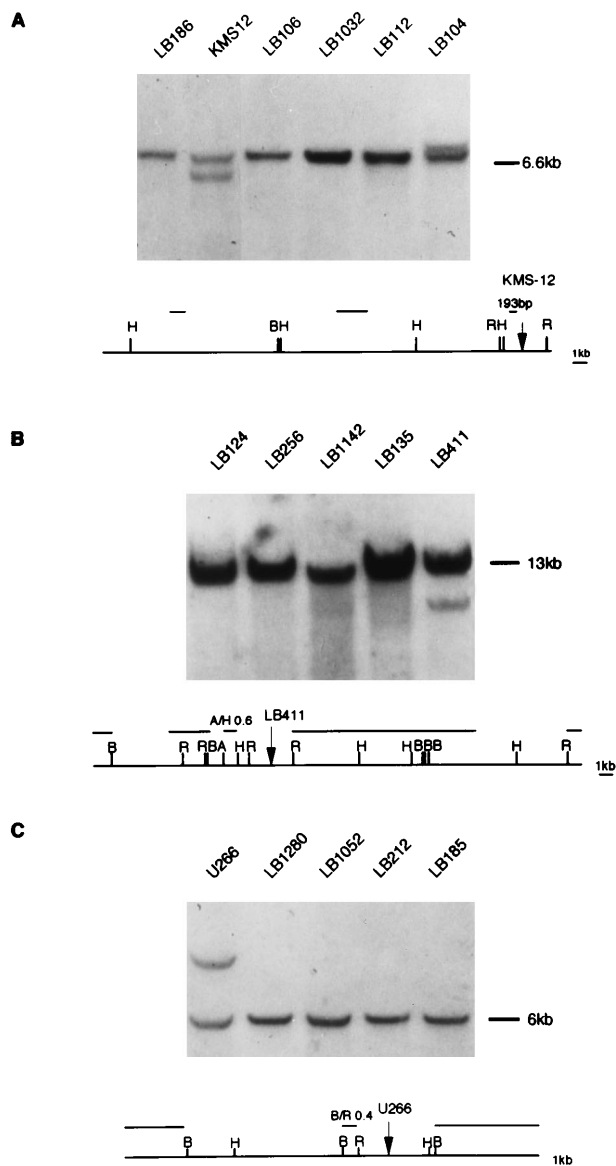 A
LB186 KMS12 LB106 LB1032 LB112 LB104
6.6kb
KMS-12
193bp
H BH H RH R
1kb
B
LB124 LB256 LB1142 LB135 LB411
13kb
A/H 0.6 LB411
B R RBA HR R H HBBB H R
1kb
C
U266 LB1280 LB1052 LB212 LB185
6kb
B/R 0.4 U266
B H B R HB
1kb